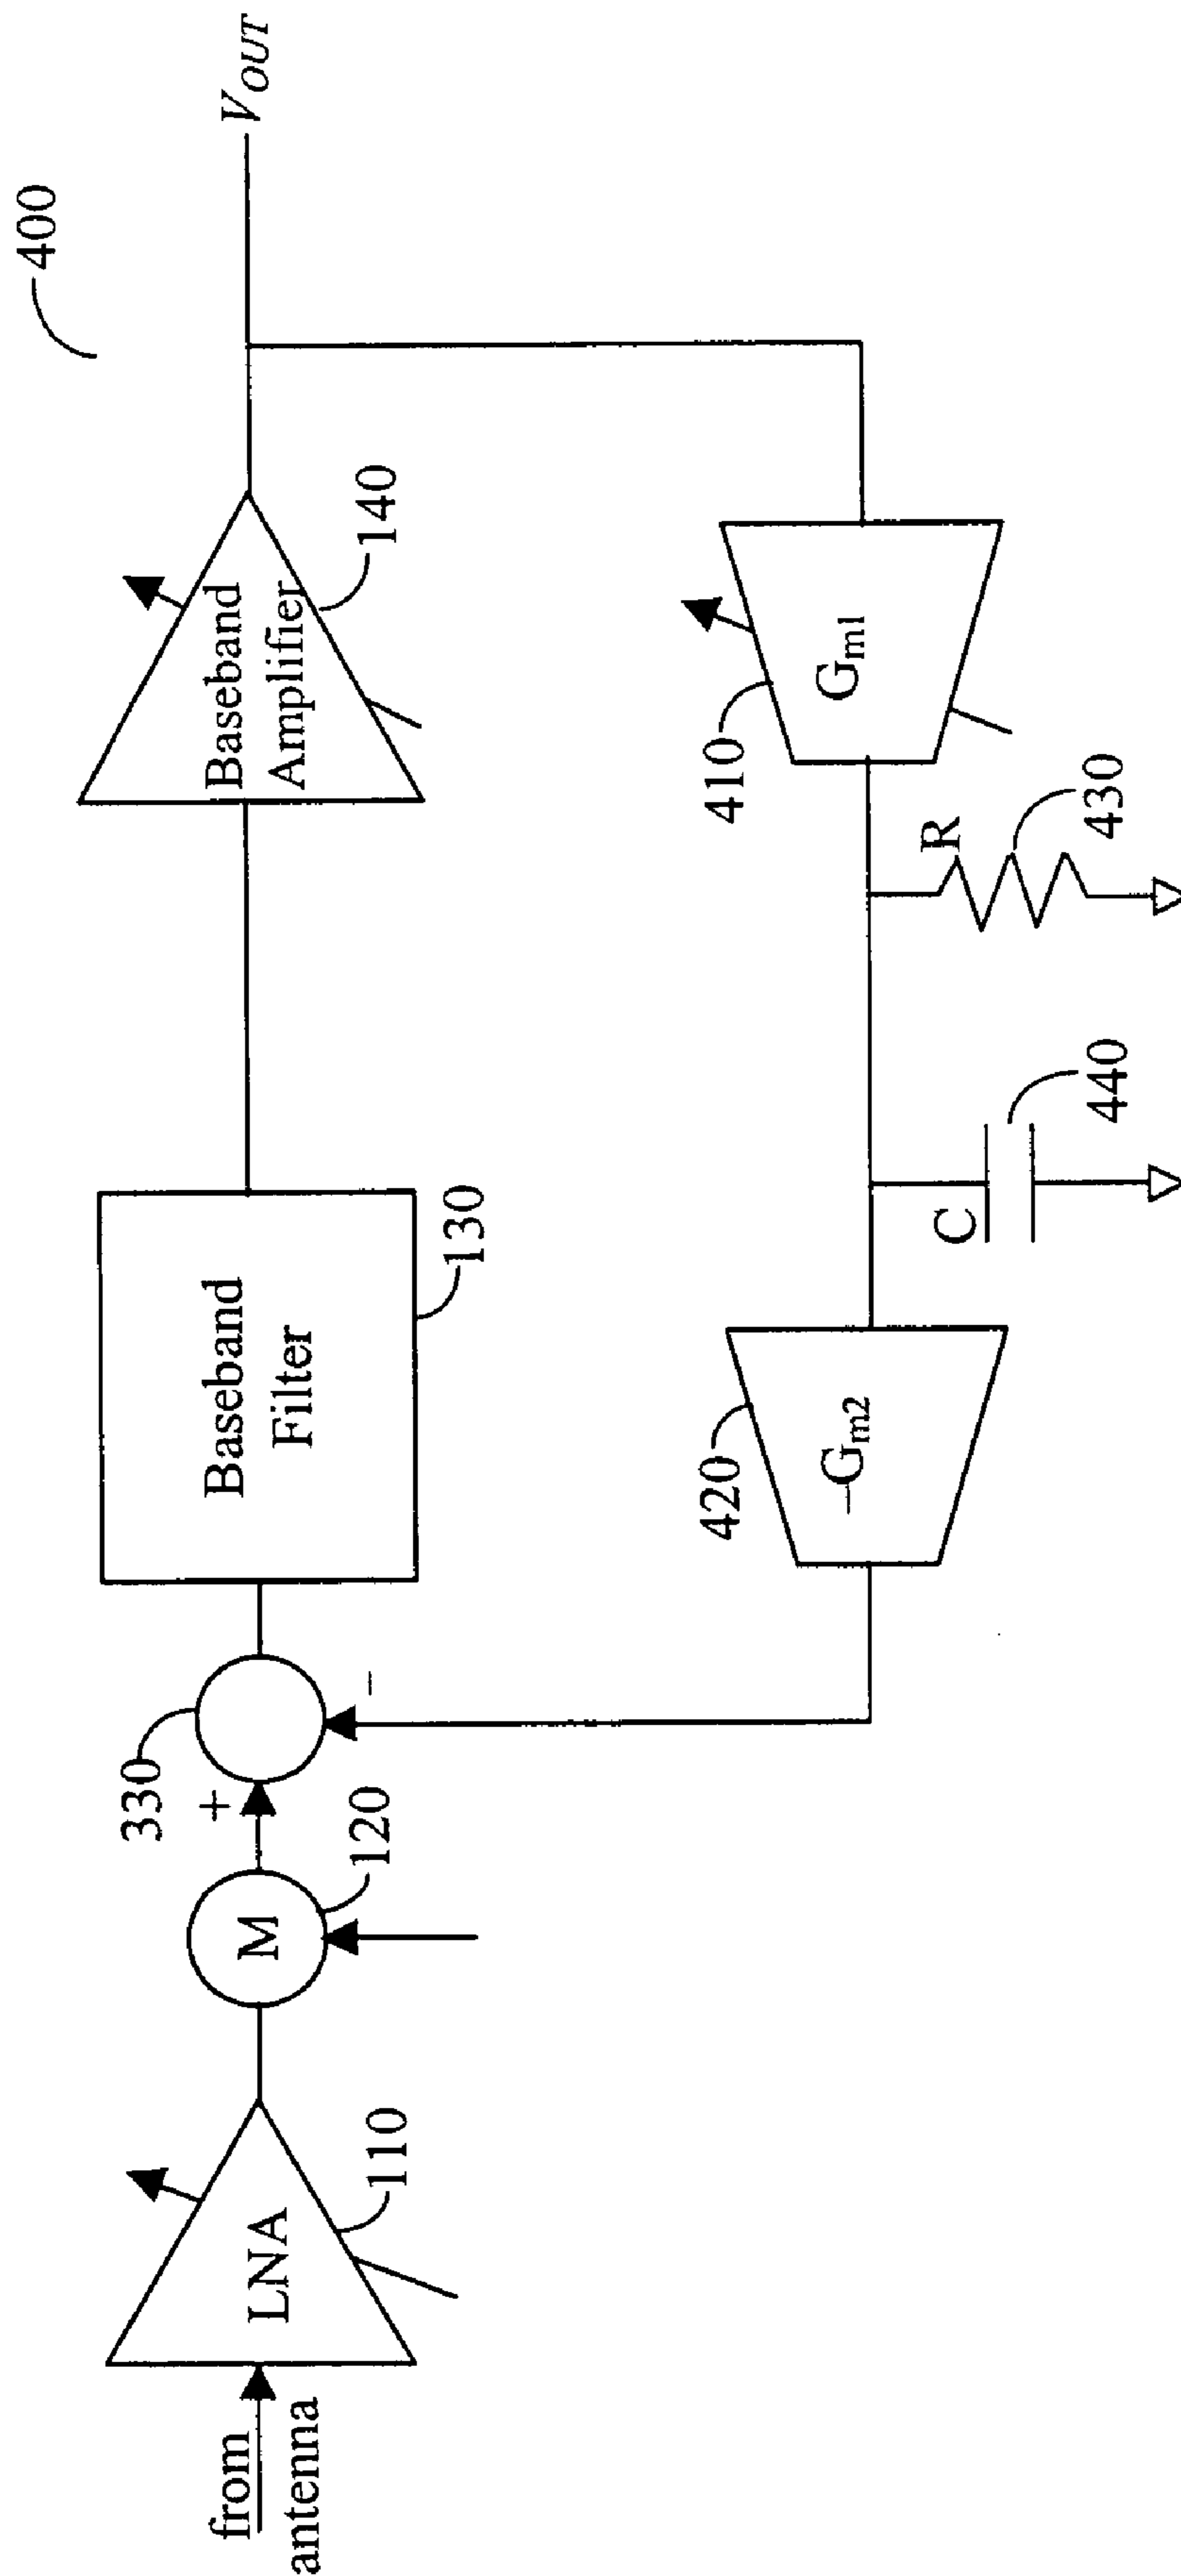 400
from
antenna
LNA
110
M
120
+
-
330
Baseband
Filter
130
Baseband
Amplifier
140
V_OUT
G_m1
410
R
430
C
440
-G_m2
420